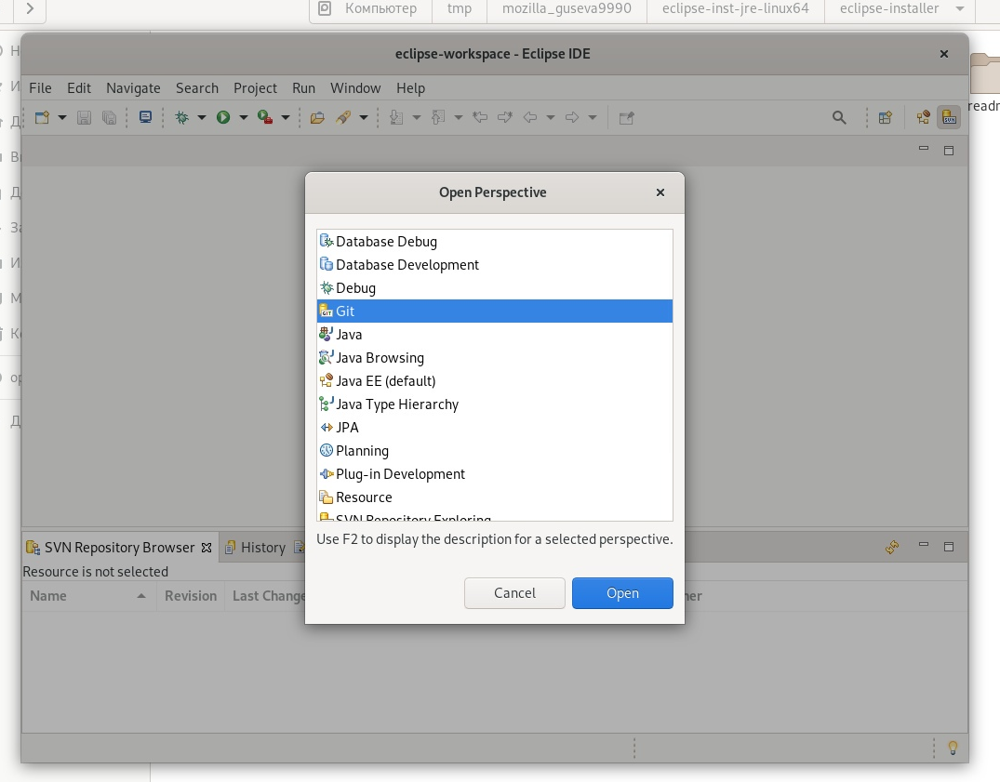 Компьютер tmp mozilla_guseva9990 eclipse-inst-jre-linux64 eclipse-installer
eclipse-workspace - Eclipse IDE
File Edit Navigate Search Project Run Window Help
Open Perspective
Database Debug
Database Development
Debug
Git
Java
Java Browsing
Java EE (default)
Java Type Hierarchy
JPA
Planning
Plug-in Development
Resource
SVN Repository Exploring
Use F2 to display the description for a selected perspective.
Cancel Open
SVN Repository Browser History
Resource is not selected
Name Revision Last Change